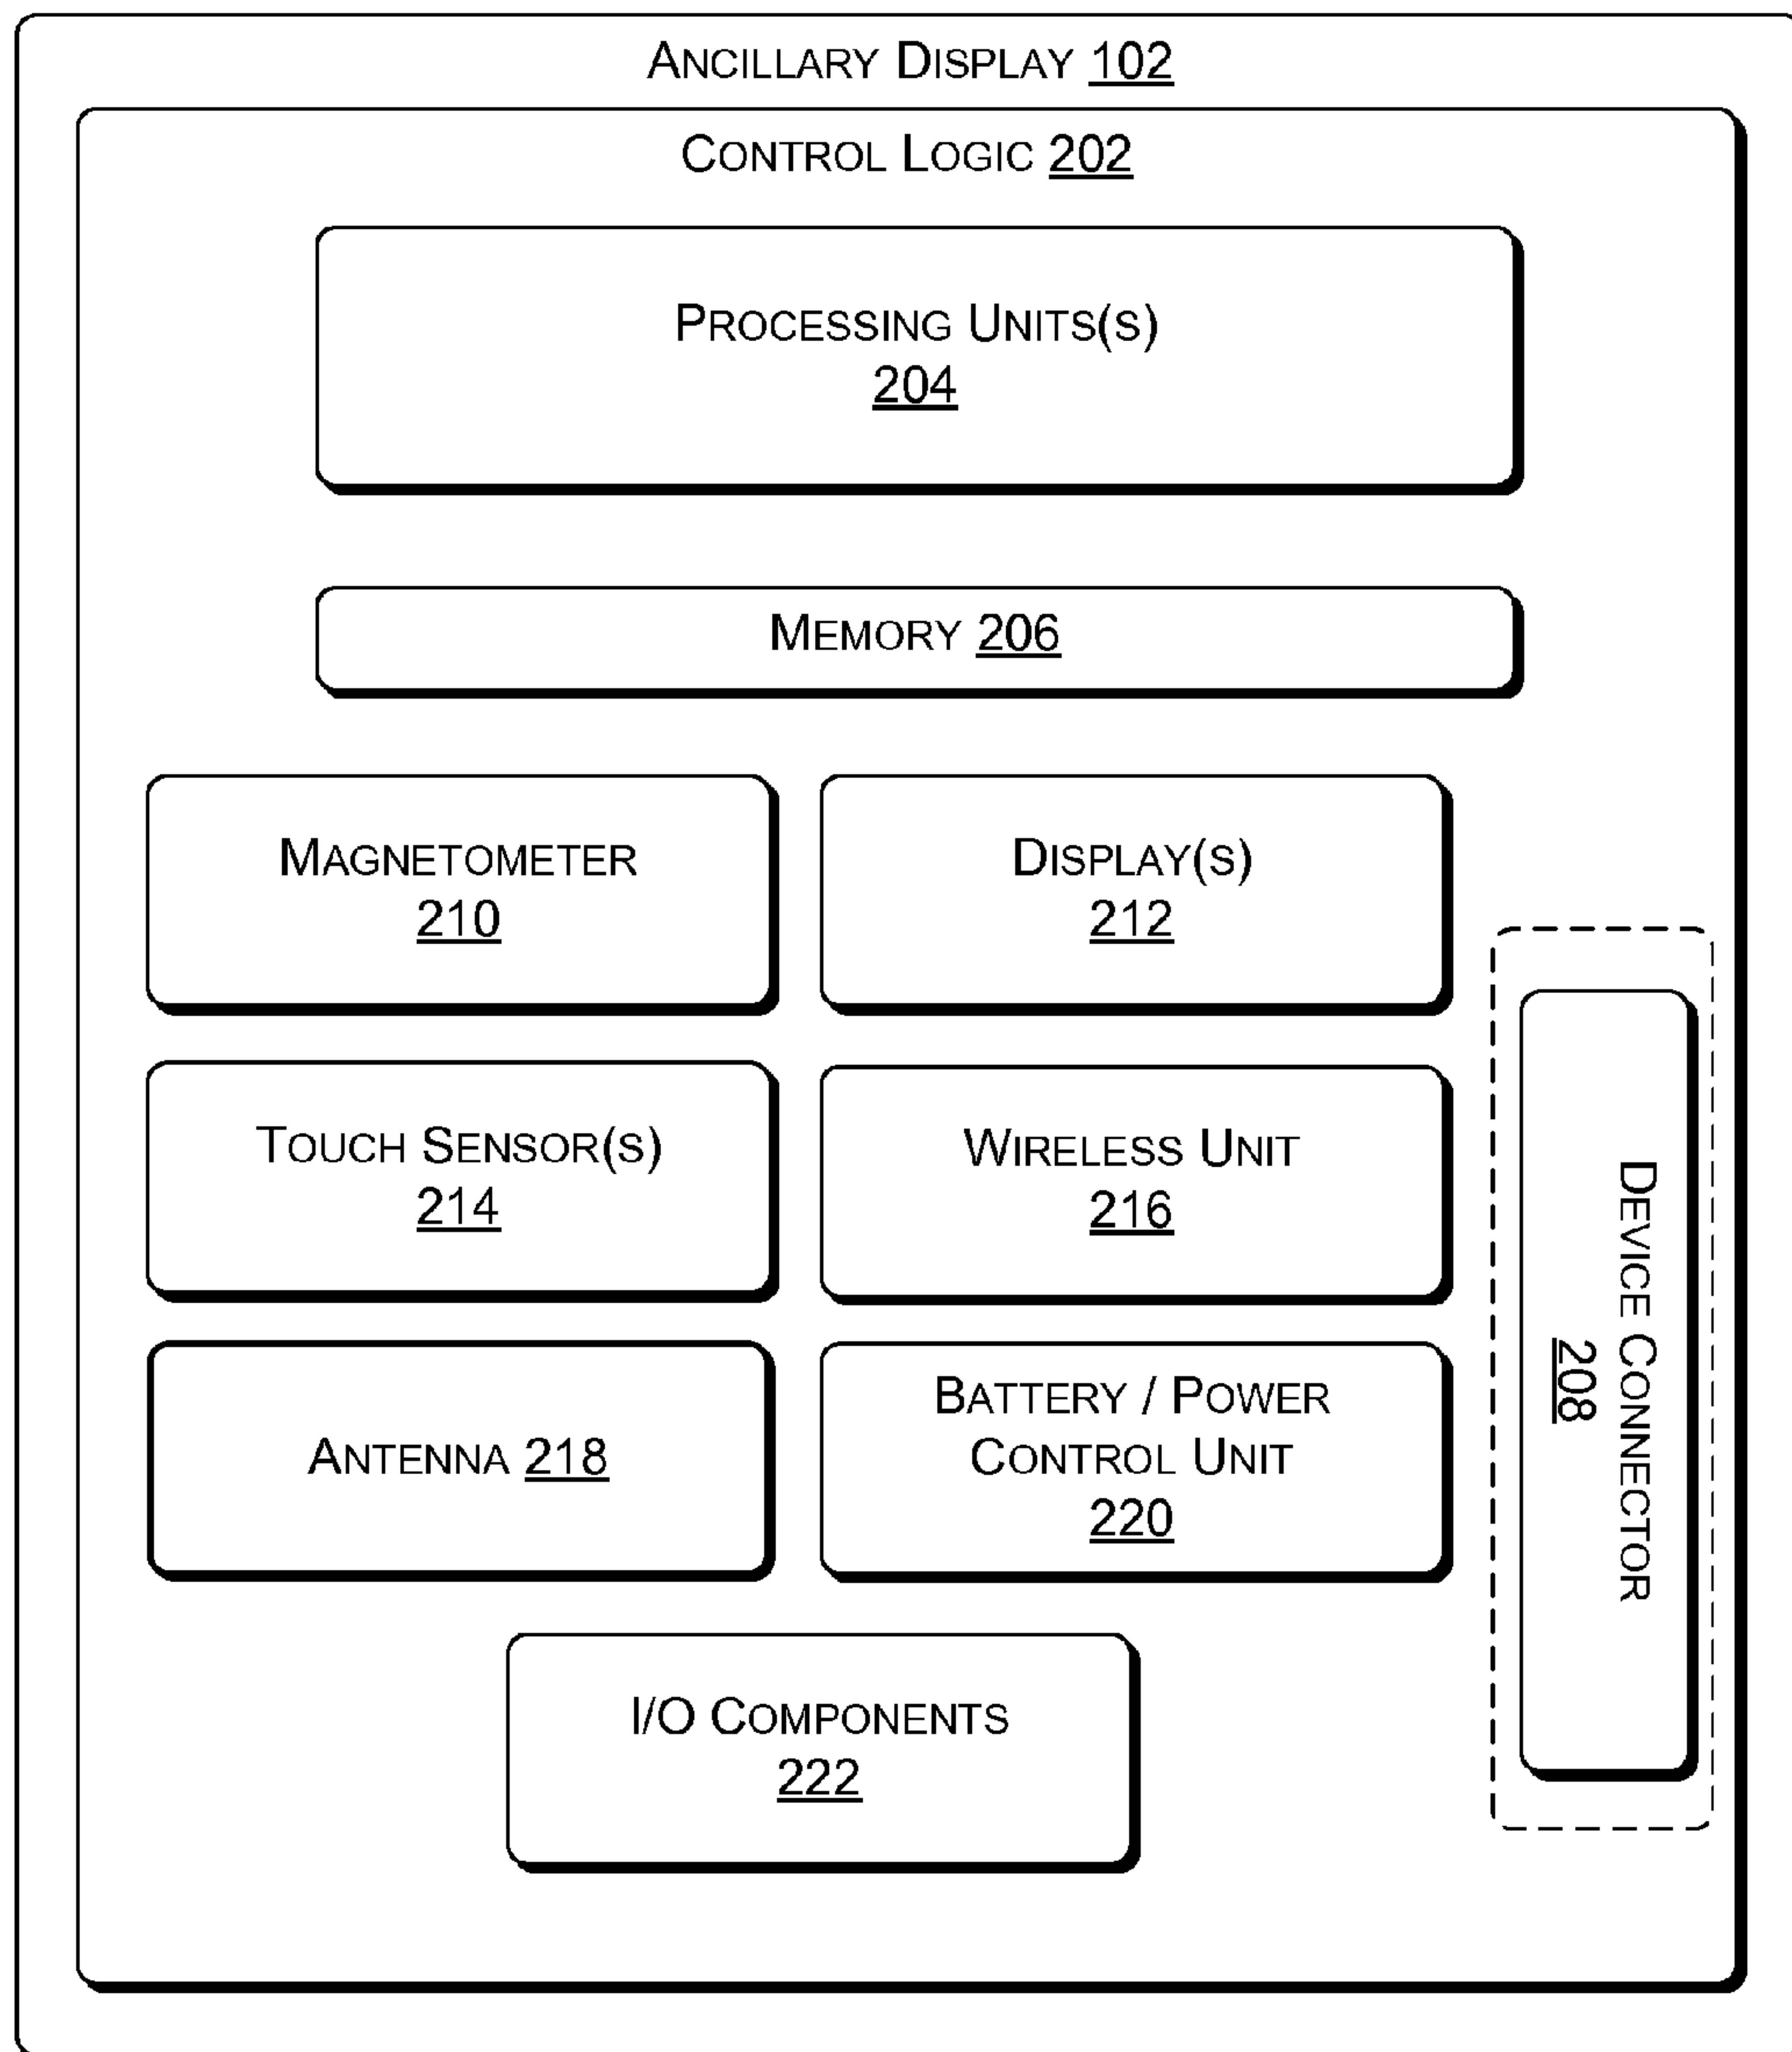 ANCILLARY DISPLAY 102
CONTROL LOGIC 202
PROCESSING UNITS(S)
204
MEMORY 206
MAGNETOMETER
210
DISPLAY(S)
212
TOUCH SENSOR(S)
214
WIRELESS UNIT
216
ANTENNA 218
BATTERY / POWER
CONTROL UNIT
220
DEVICE CONNECTOR
208
I/O COMPONENTS
222